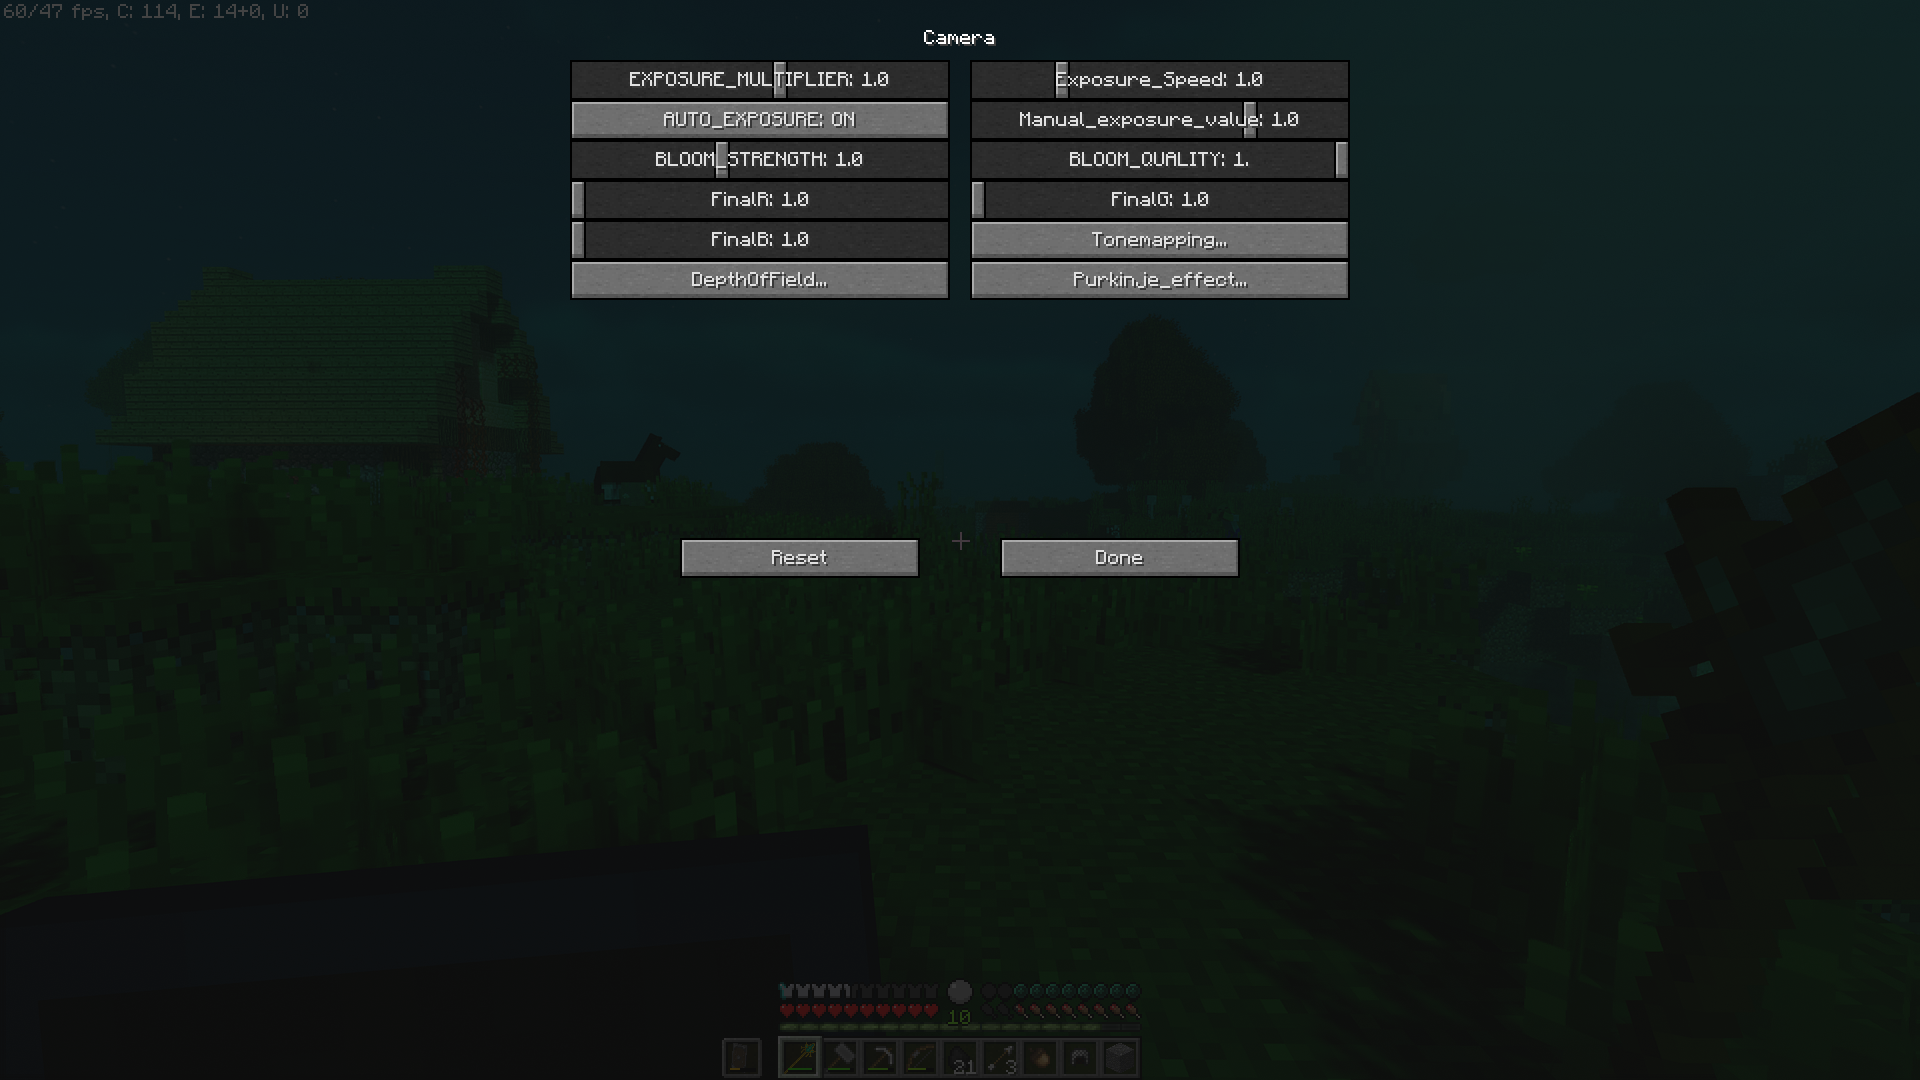 60/47 fps, C: 114, E: 14+0, U: 0
Camera
EXPOSURE_MULTIPLIER: 1.0
Exposure_Speed: 1.0
AUTO_EXPOSURE: ON
Manual_exposure_value: 1.0
BLOOM_STRENGTH: 1.0
BLOOM_QUALITY: 1.
FinalR: 1.0
FinalG: 1.0
FinalB: 1.0
Tonemapping...
DepthOfField...
Purkinje_effect...
Reset
Done
10
21
3